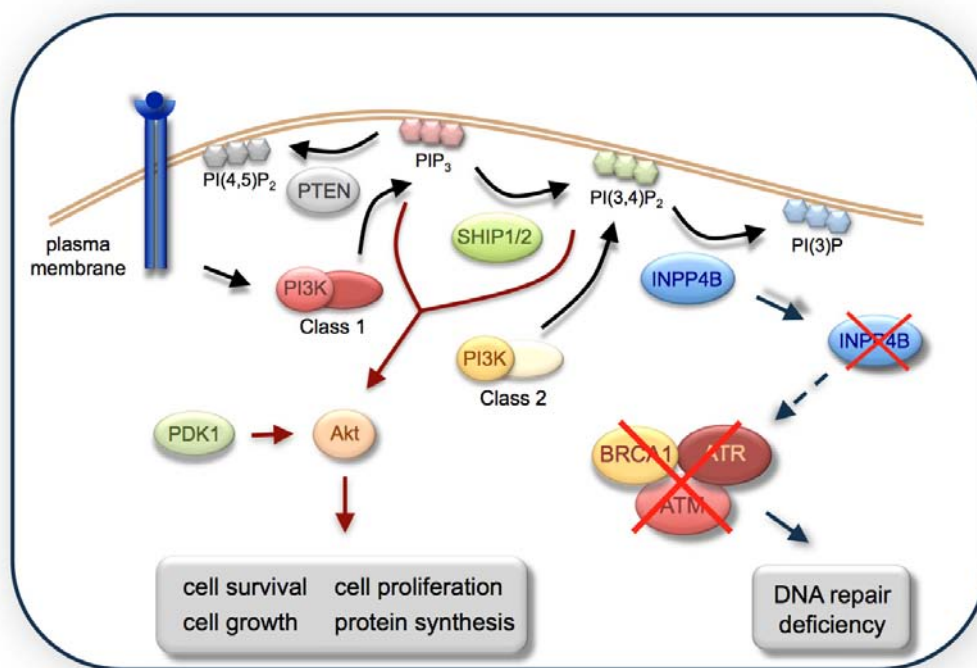 PIP3
PI(4,5)P2
PTEN
PI(3,4)P2
plasma
membrane
SHIP1/2
PI(3)P
PI3K
Class 1
INPP4B
INPP4B
PI3K
Class 2
PDK1
Akt
BRCA1
ATR
ATM
cell survival cell proliferation
cell growth protein synthesis
DNA repair
deficiency